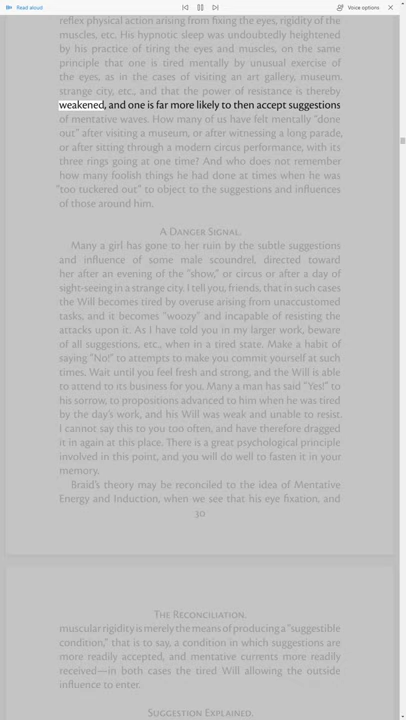 Read aloud
Voice options
reflex physical action arising from fixing the eyes, rigidity of the
muscles, etc. His hypnotic sleep was undoubtedly heightened
by his practice of tiring the eyes and muscles, on the same
principle that one is tired mentally by unusual exercise of
the eyes, as in the cases of visiting an art gallery, museum.
strange city, etc., and that the power of resistance is thereby
weakened, and one is far more likely to then accept suggestions
of mentative waves. How many of us have felt mentally “done
out” after visiting a museum, or after witnessing a long parade,
or after sitting through a modern circus performance, with its
three rings going at one time? And who does not remember
how many foolish things he had done at times when he was
“too tuckered out” to object to the suggestions and influences
of those around him.
A Danger Signal.
Many a girl has gone to her ruin by the subtle suggestions
and influence of some male scoundrel, directed toward
her after an evening of the “show,” or circus or after a day of
sight-seeing in a strange city. I tell you, friends, that in such cases
the Will becomes tired by overuse arising from unaccustomed
tasks, and it becomes “woozy” and incapable of resisting the
attacks upon it. As I have told you in my larger work, beware
of all suggestions, etc., when in a tired state. Make a habit of
saying “No!” to attempts to make you commit yourself at such
times. Wait until you feel fresh and strong, and the Will is able
to attend to its business for you. Many a man has said “Yes!” to
his sorrow, to propositions advanced to him when he was tired
by the day’s work, and his Will was weak and unable to resist.
I cannot say this to you too often, and have therefore dragged
it in again at this place. There is a great psychological principle
involved in this point, and you will do well to fasten it in your
memory.
Braid’s theory may be reconciled to the idea of Mentative
Energy and Induction, when we see that his eye fixation, and
30
The Reconciliation.
muscular rigidity is merely the means of producing a “suggestible
condition,” that is to say, a condition in which suggestions are
more readily accepted, and mentative currents more readily
received—in both cases the tired Will allowing the outside
influence to enter.
Suggestion Explained.